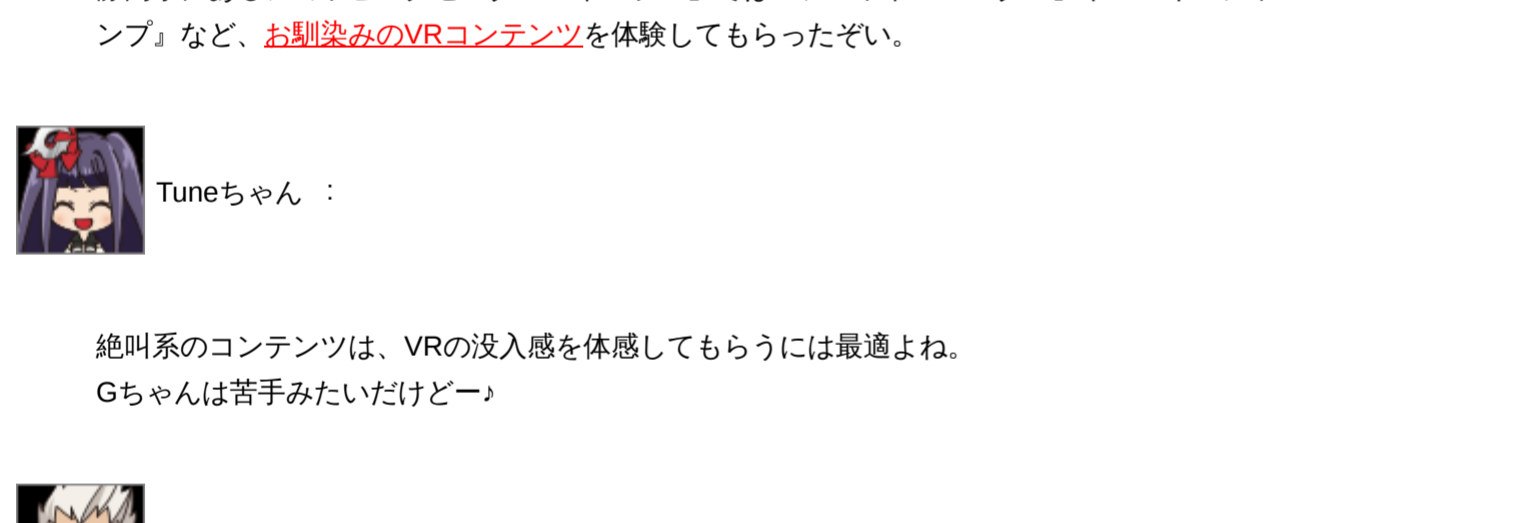 ンプ』など、お馴染みのVRコンテンツを体験してもらったぞい。
Tuneちゃん ：
絶叫系のコンテンツは、VRの没入感を体感してもらうには最適よね。
Gちゃんは苦手みたいだけどー♪